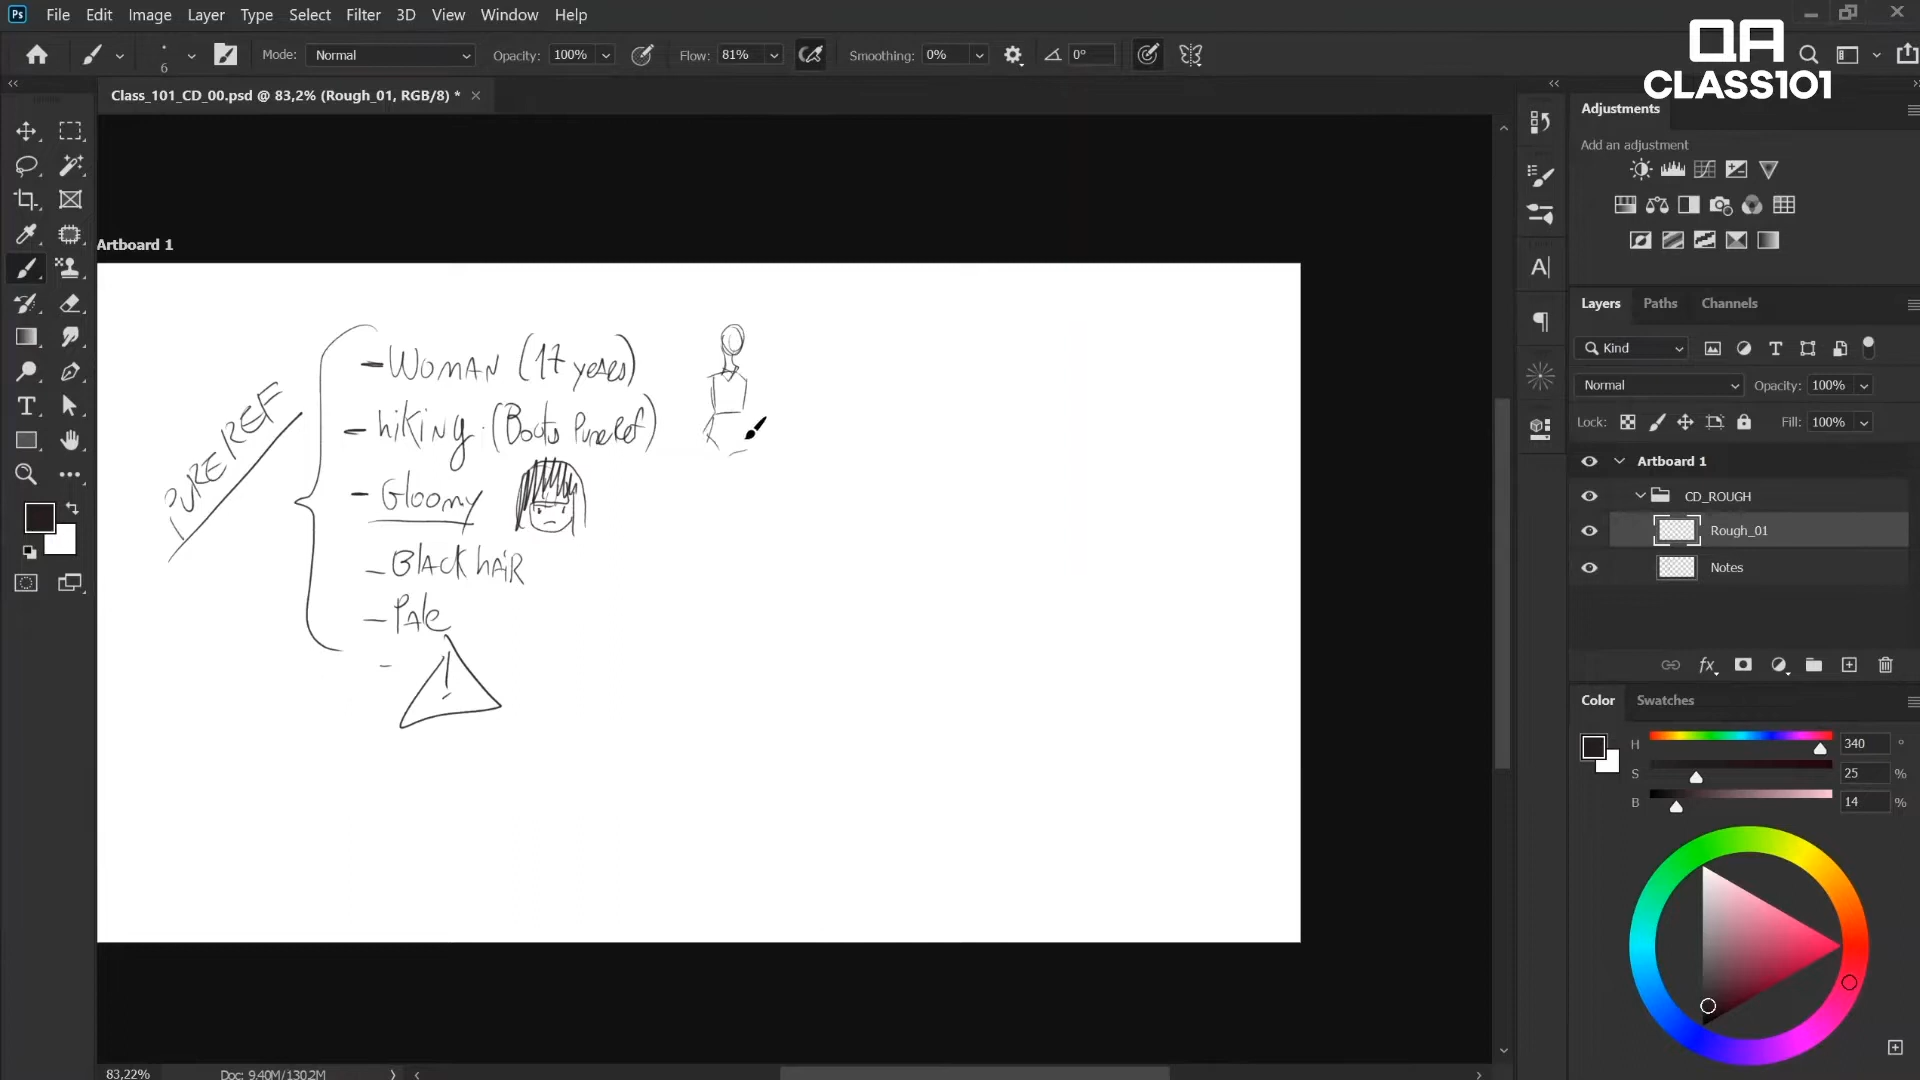 File Edit Image Layer Type Select Filter 3D View Window Help
6 Mode: Normal Opacity: 100% Flow: 81% Smoothing: 0% 0°
CLASS101
Class_101_CD_00.psd @ 83,2% (Rough_01, RGB/8) *
Artboard 1
PUREREF
- WOMAN (17 years)
- hiking. (Boots PureRef)
- Gloomy
- Black hAiR
- PAle
-
!
Adjustments
Add an adjustment
Layers Paths Channels
Kind
Normal Opacity: 100%
Lock: Fill: 100%
Artboard 1
CD_ROUGH
Rough_01
Notes
Color Swatches
H 340 °
S 25 %
B 14 %
83,22% Doc: 9.40M/130.2M